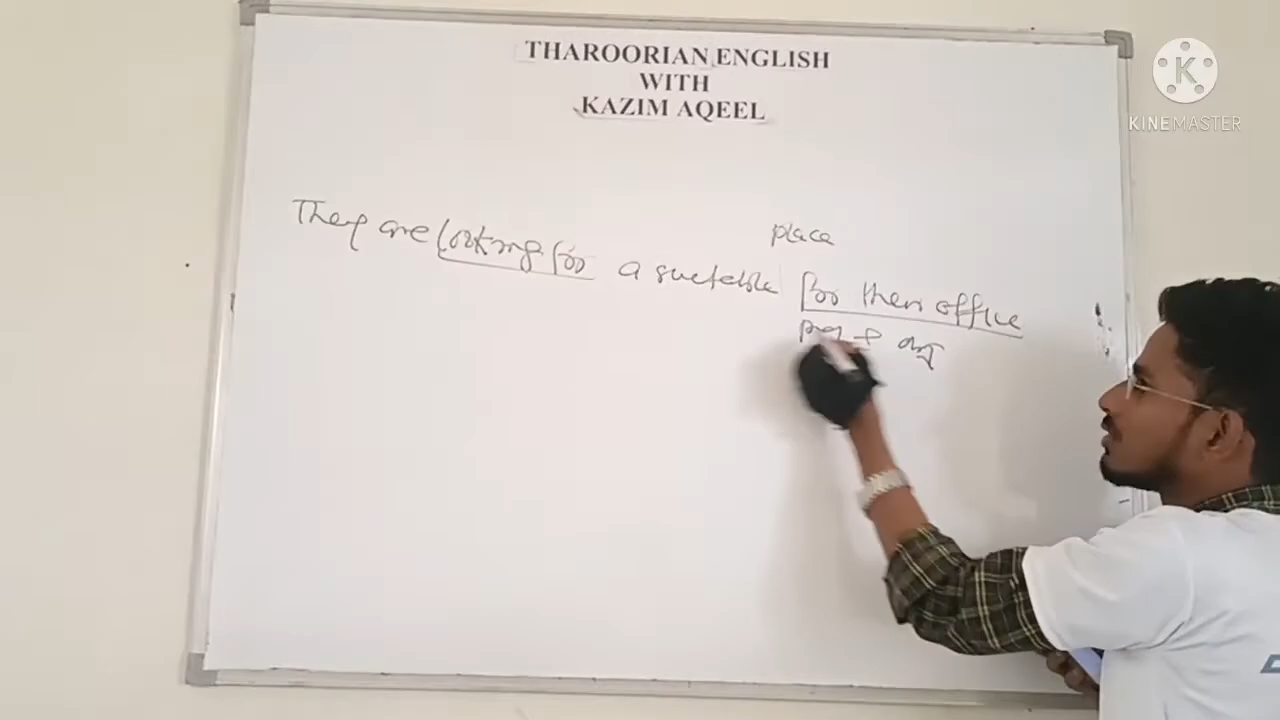 THAROORIAN ENGLISH
WITH
KAZIM AQEEL
place
They are looking for a suitable for their office
+
KINEMASTER